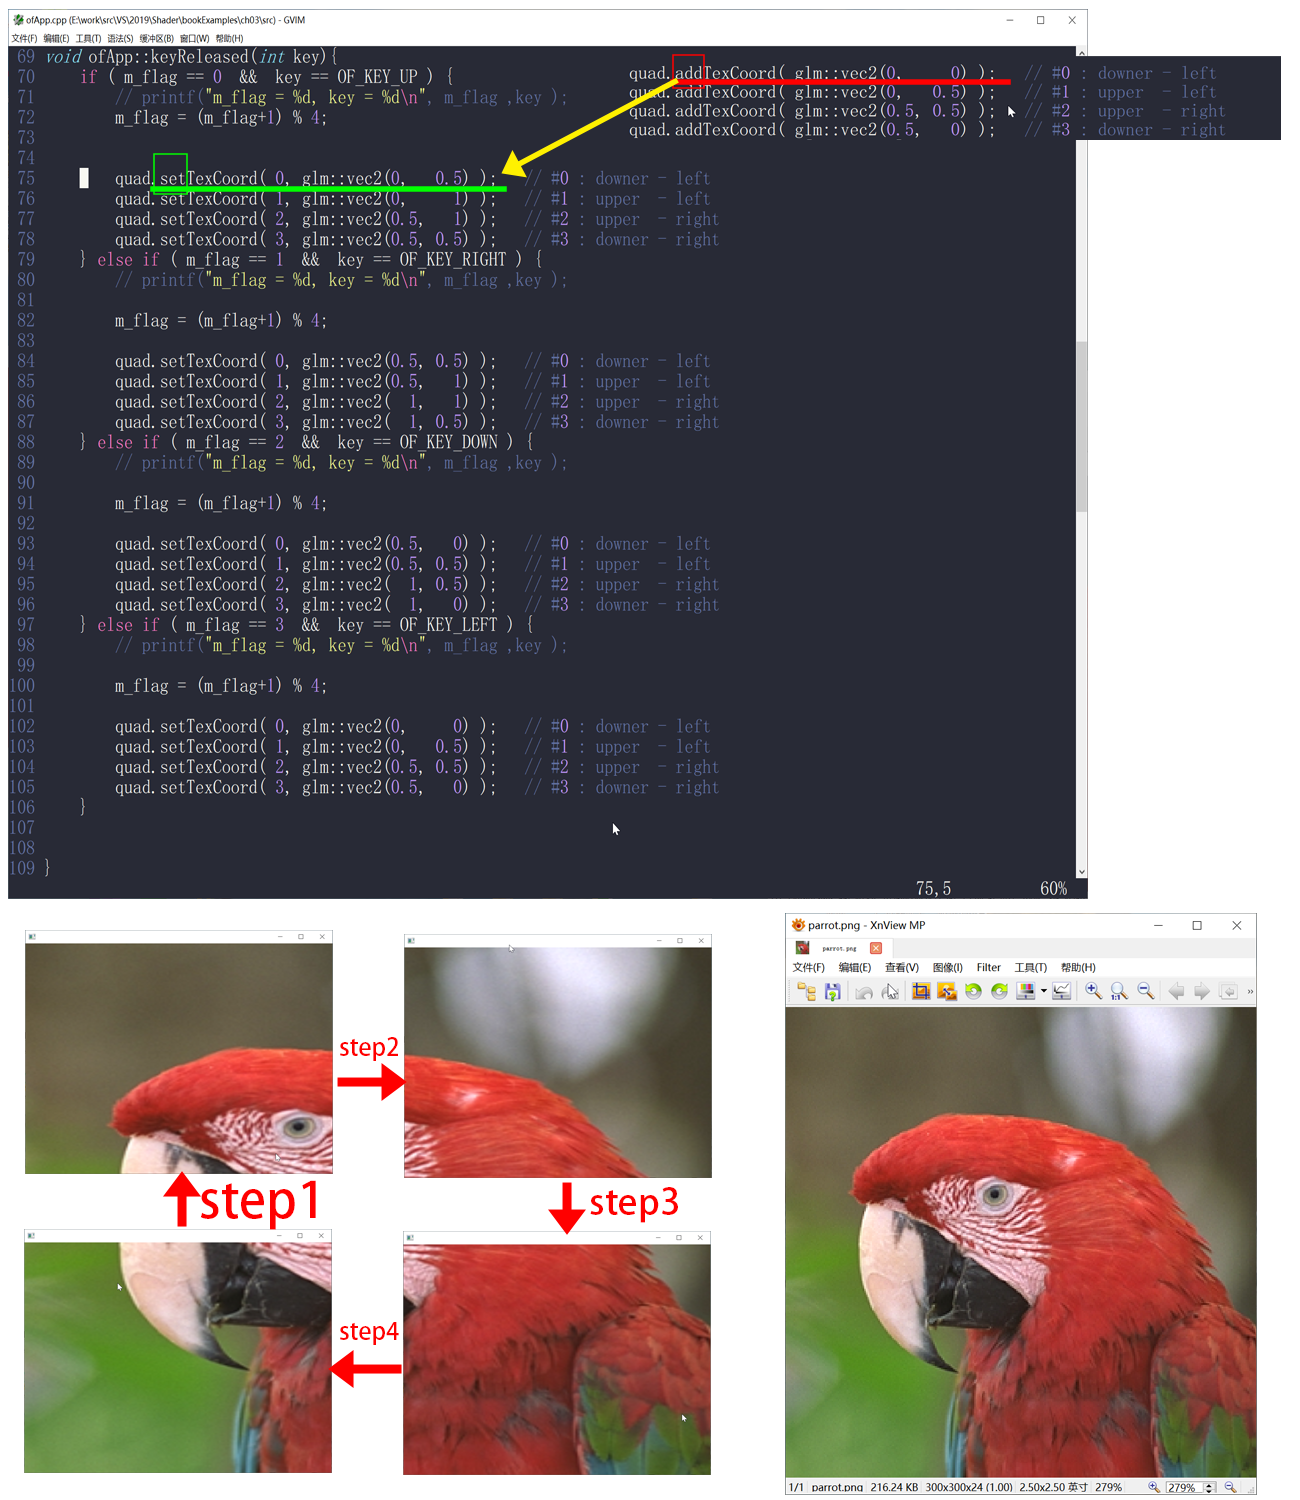 ofApp.cpp (E:\work\src\VS\2019\Shader\bookExamples\ch03\src) - GVIM
文件(F) 编辑(E) 工具(T) 语法(S) 缓冲区(B) 窗口(W) 帮助(H)
69 void ofApp::keyReleased(int key){
70 if ( m_flag == 0 && key == OF_KEY_UP ) {
71 // printf("m_flag = %d, key = %d\n", m_flag ,key );
72 m_flag = (m_flag+1) % 4;
73
74
75 quad.setTexCoord( 0, glm::vec2(0, 0.5) ); // #0 : downer - left
76 quad.setTexCoord( 1, glm::vec2(0, 1) ); // #1 : upper - left
77 quad.setTexCoord( 2, glm::vec2(0.5, 1) ); // #2 : upper - right
78 quad.setTexCoord( 3, glm::vec2(0.5, 0.5) ); // #3 : downer - right
79 } else if ( m_flag == 1 && key == OF_KEY_RIGHT ) {
80 // printf("m_flag = %d, key = %d\n", m_flag ,key );
81
82 m_flag = (m_flag+1) % 4;
83
84 quad.setTexCoord( 0, glm::vec2(0.5, 0.5) ); // #0 : downer - left
85 quad.setTexCoord( 1, glm::vec2(0.5, 1) ); // #1 : upper - left
86 quad.setTexCoord( 2, glm::vec2( 1, 1) ); // #2 : upper - right
87 quad.setTexCoord( 3, glm::vec2( 1, 0.5) ); // #3 : downer - right
88 } else if ( m_flag == 2 && key == OF_KEY_DOWN ) {
89 // printf("m_flag = %d, key = %d\n", m_flag ,key );
90
91 m_flag = (m_flag+1) % 4;
92
93 quad.setTexCoord( 0, glm::vec2(0.5, 0) ); // #0 : downer - left
94 quad.setTexCoord( 1, glm::vec2(0.5, 0.5) ); // #1 : upper - left
95 quad.setTexCoord( 2, glm::vec2( 1, 0.5) ); // #2 : upper - right
96 quad.setTexCoord( 3, glm::vec2( 1, 0) ); // #3 : downer - right
97 } else if ( m_flag == 3 && key == OF_KEY_LEFT ) {
98 // printf("m_flag = %d, key = %d\n", m_flag ,key );
99
100 m_flag = (m_flag+1) % 4;
101
102 quad.setTexCoord( 0, glm::vec2(0, 0) ); // #0 : downer - left
103 quad.setTexCoord( 1, glm::vec2(0, 0.5) ); // #1 : upper - left
104 quad.setTexCoord( 2, glm::vec2(0.5, 0.5) ); // #2 : upper - right
105 quad.setTexCoord( 3, glm::vec2(0.5, 0) ); // #3 : downer - right
106 }
107
108
109 }
75,5 60%
quad.addTexCoord( glm::vec2(0, 0) ); // #0 : downer - left
quad.addTexCoord( glm::vec2(0, 0.5) ); // #1 : upper - left
quad.addTexCoord( glm::vec2(0.5, 0.5) ); // #2 : upper - right
quad.addTexCoord( glm::vec2(0.5, 0) ); // #3 : downer - right
step2
step1
step3
step4
parrot.png - XnView MP
parrot.png
文件(F) 编辑(E) 查看(V) 图像(I) Filter 工具(T) 帮助(H)
1:1
1/1 parrot.png 216.24 KB 300x300x24 (1.00) 2.50x2.50 英寸 279% 279%